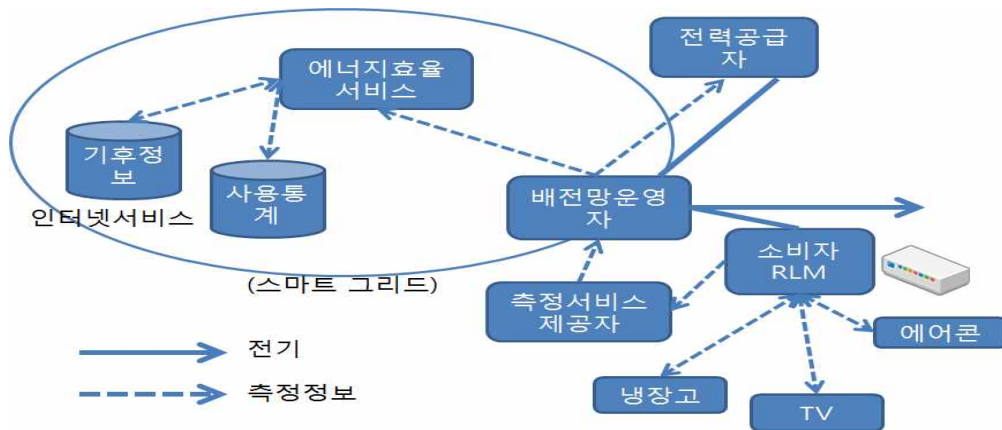 전력공급
자
에너지효율
서비스
기후정
보
사용통
계
인터넷서비스
배전망운영
자
소비자
RLM
(스마트 그리드)
측정서비스
제공자
에어콘
전기
측정정보
냉장고
TV